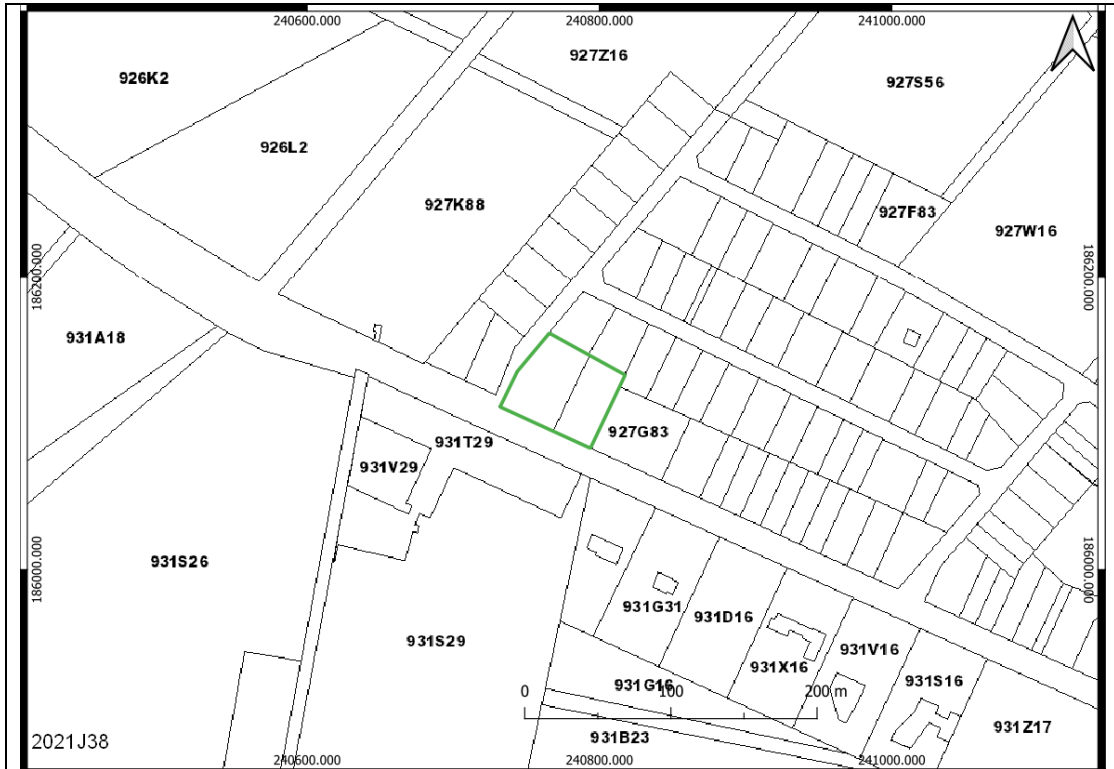 240600.000
240800.000
241000.000
926K2
927Z16
927S56
926L2
927K88
927F83
927W16
186200.000
186200.000
931A18
927G83
931T29
931V29
931S26
186000.000
186000.000
931G31
931D16
931S29
931V16
931X16
931G16
931S16
0
100
200 m
931Z17
931B23
2021J38
240600.000
240800.000
241000.000